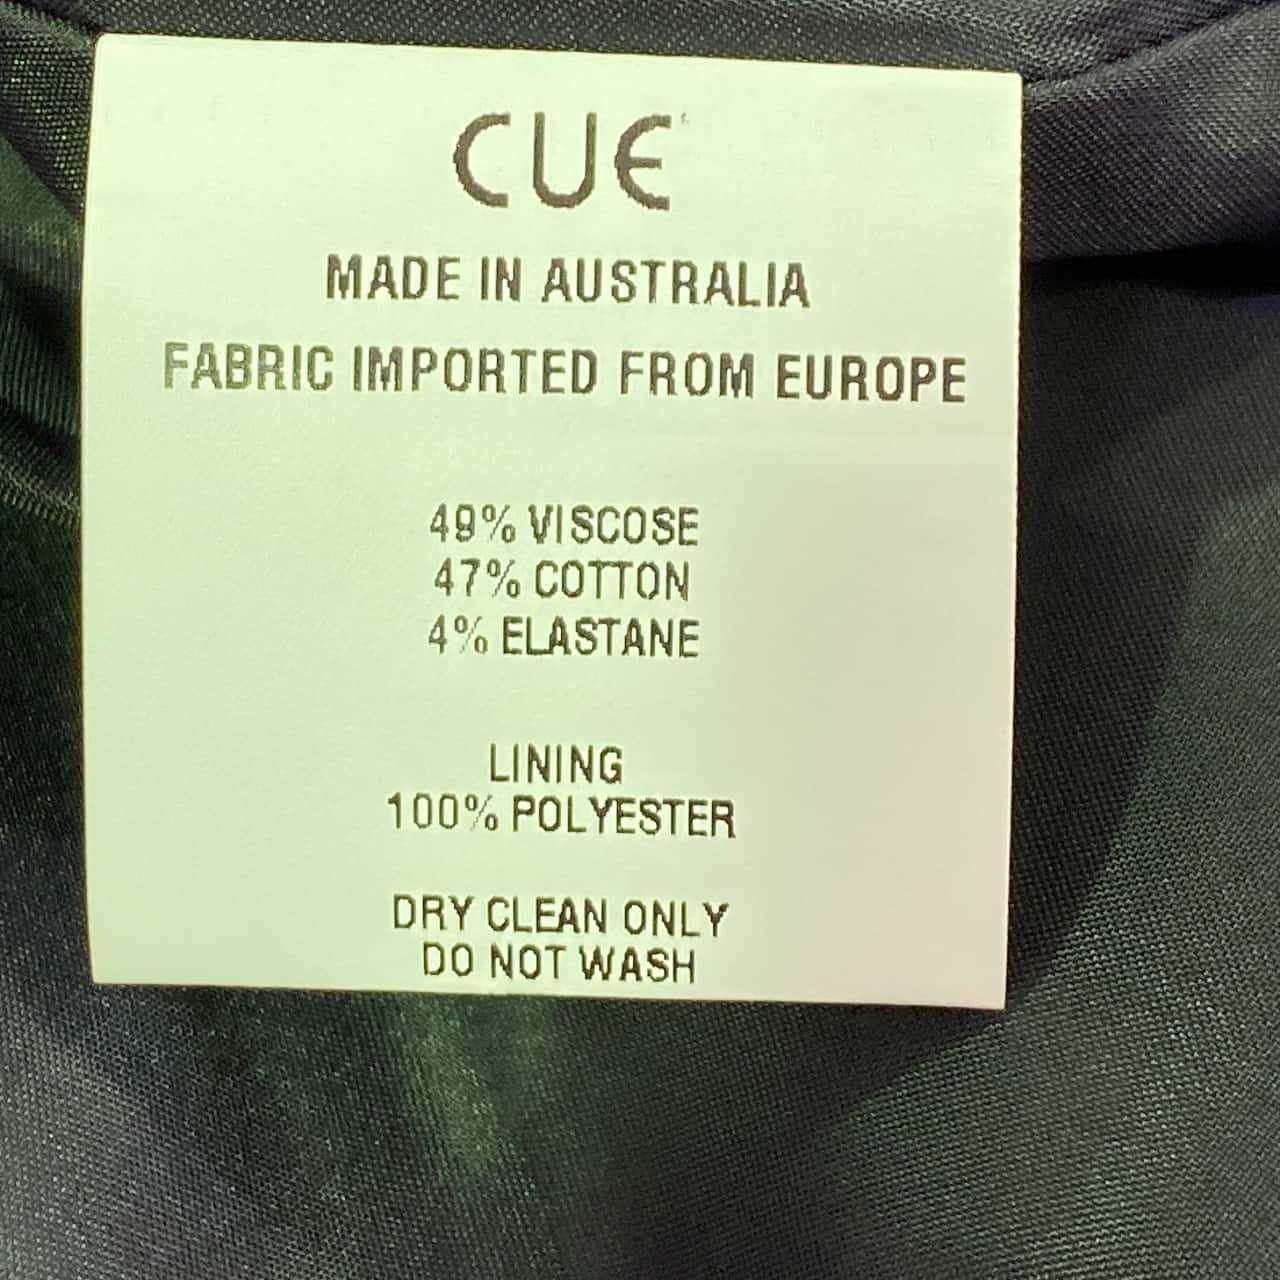 CUE
MADE IN AUSTRALIA
FABRIC IMPORTED FROM EUROPE
49% VISCOSE
47% COTTON
4% ELASTANE
LINING
100% POLYESTER
DRY CLEAN ONLY
DO NOT WASH